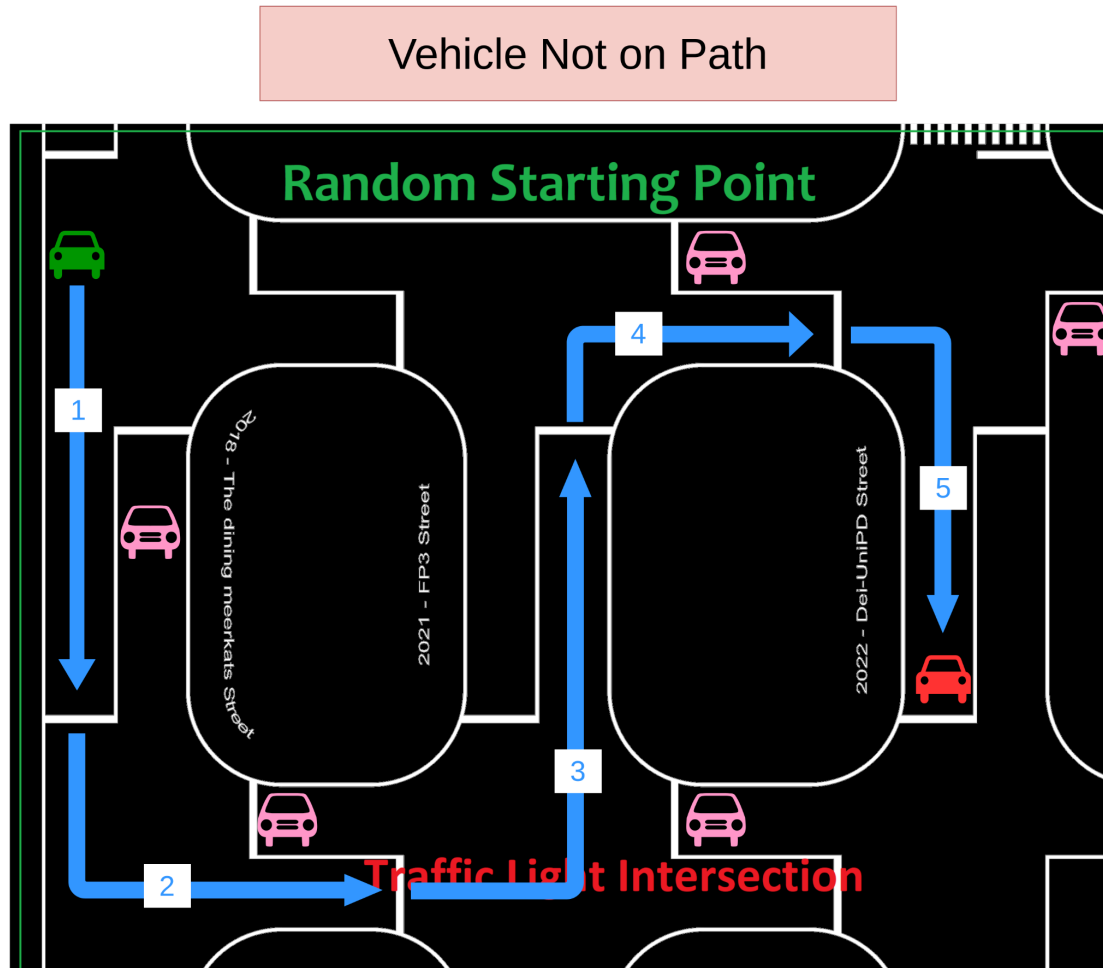 Vehicle Not on Path
Random Starting Point
4
1
2018 - The dining meerkats Street
2021 - FP3 Street
2022 - Dei-UniPD Street
5
3
Traffic Light Intersection
2